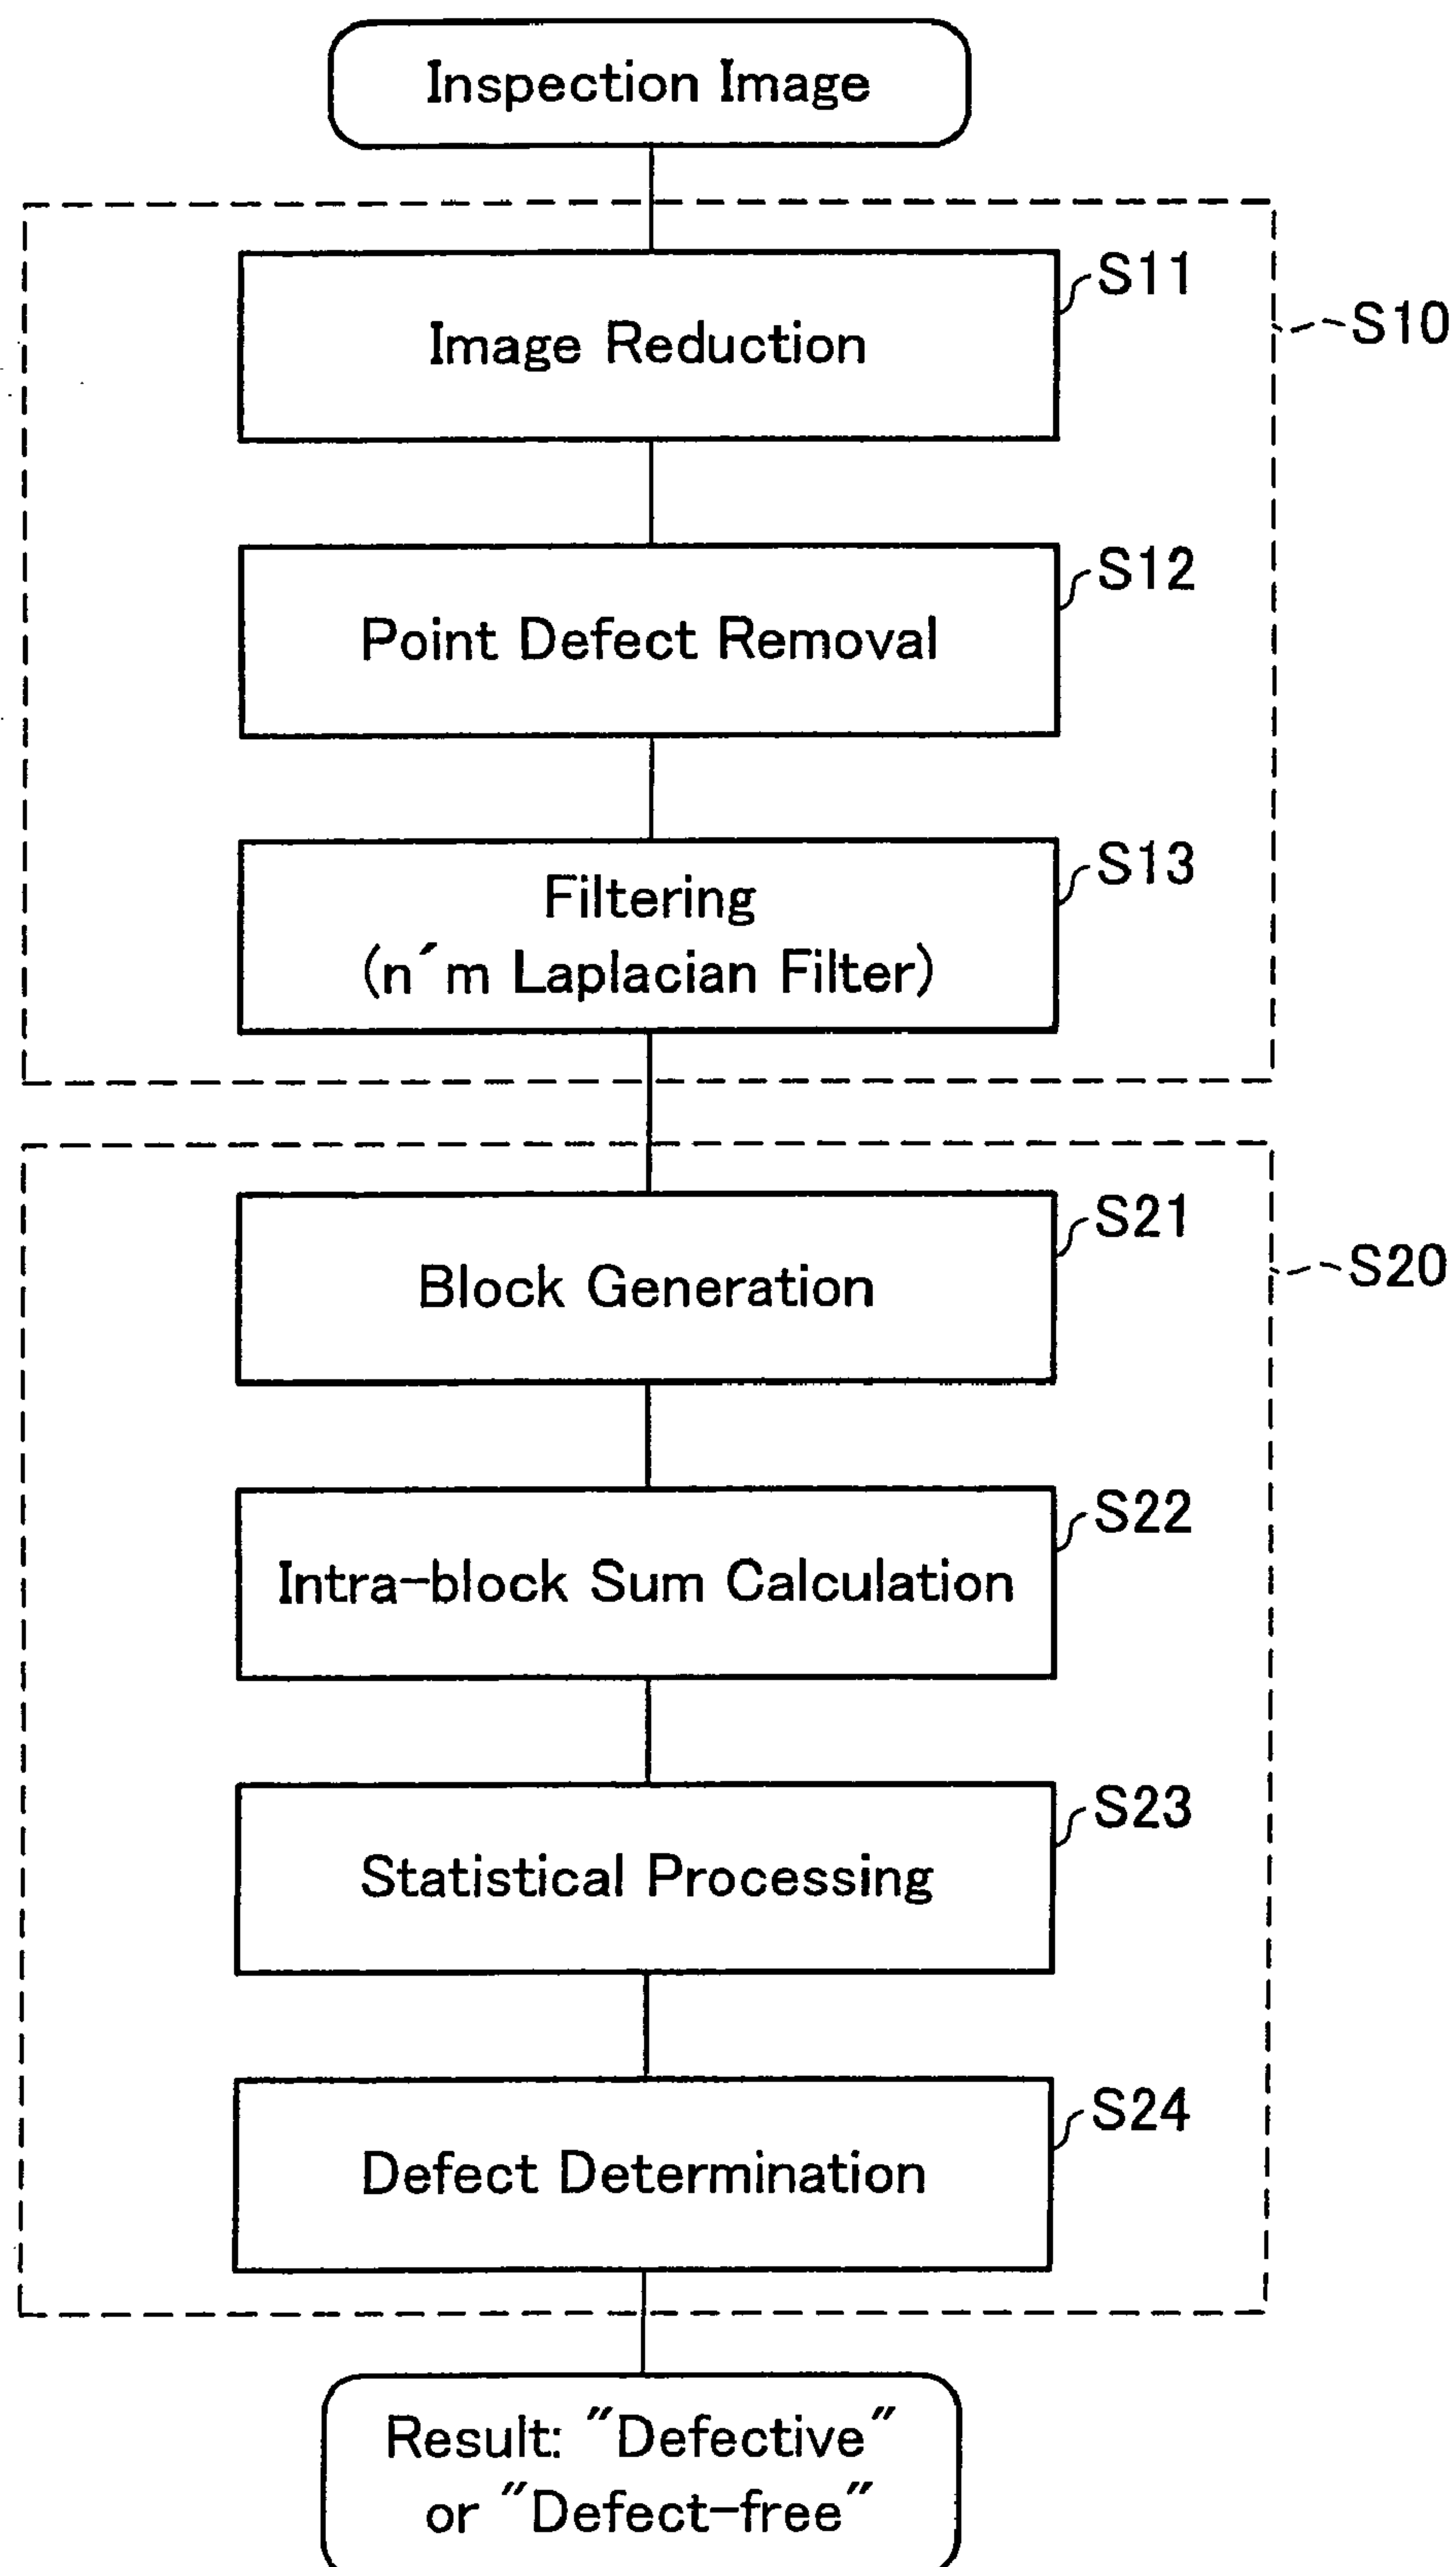 Inspection Image
S11
S10
Image Reduction
S12
Point Defect Removal
S13
Filtering
(n´m Laplacian Filter)
S21
S20
Block Generation
S22
Intra-block Sum Calculation
S23
Statistical Processing
S24
Defect Determination
Result: "Defective"
or "Defect-free"